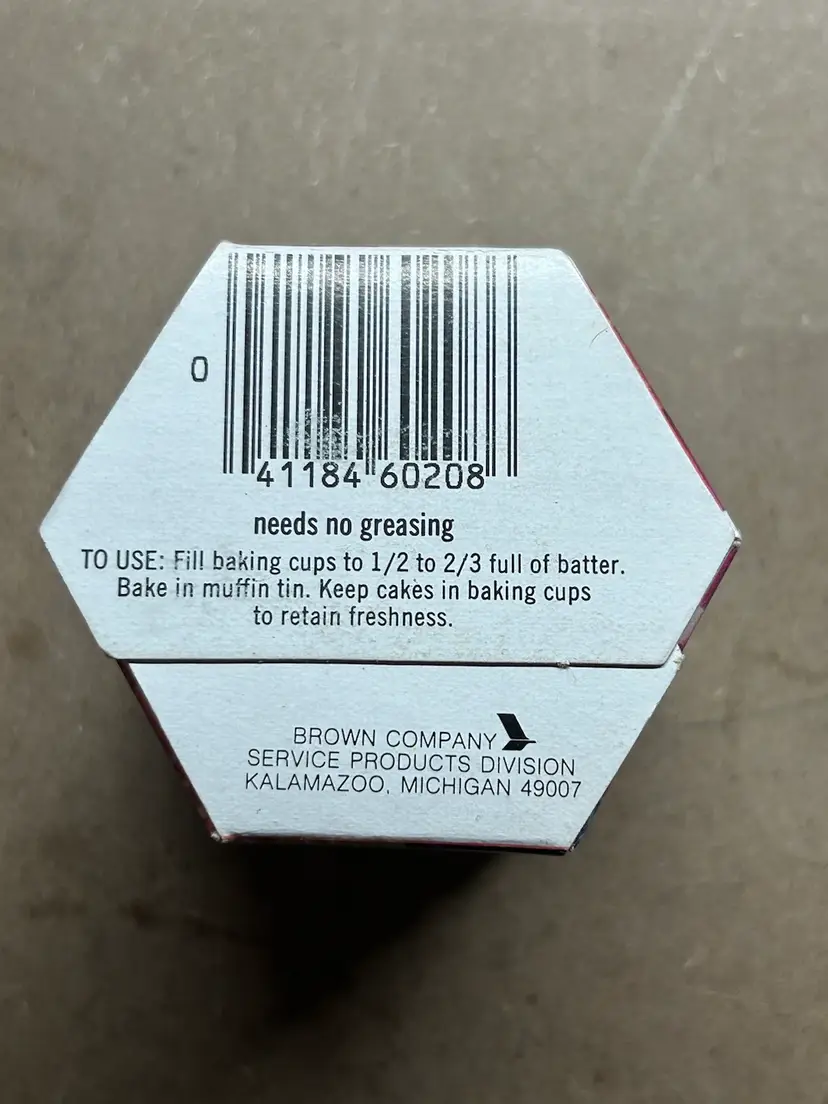 0
41184 60208
needs no greasing
TO USE: Fill baking cups to 1/2 to 2/3 full of batter.
Bake in muffin tin. Keep cakes in baking cups
to retain freshness.
BROWN COMPANY
SERVICE PRODUCTS DIVISION
KALAMAZOO, MICHIGAN 49007